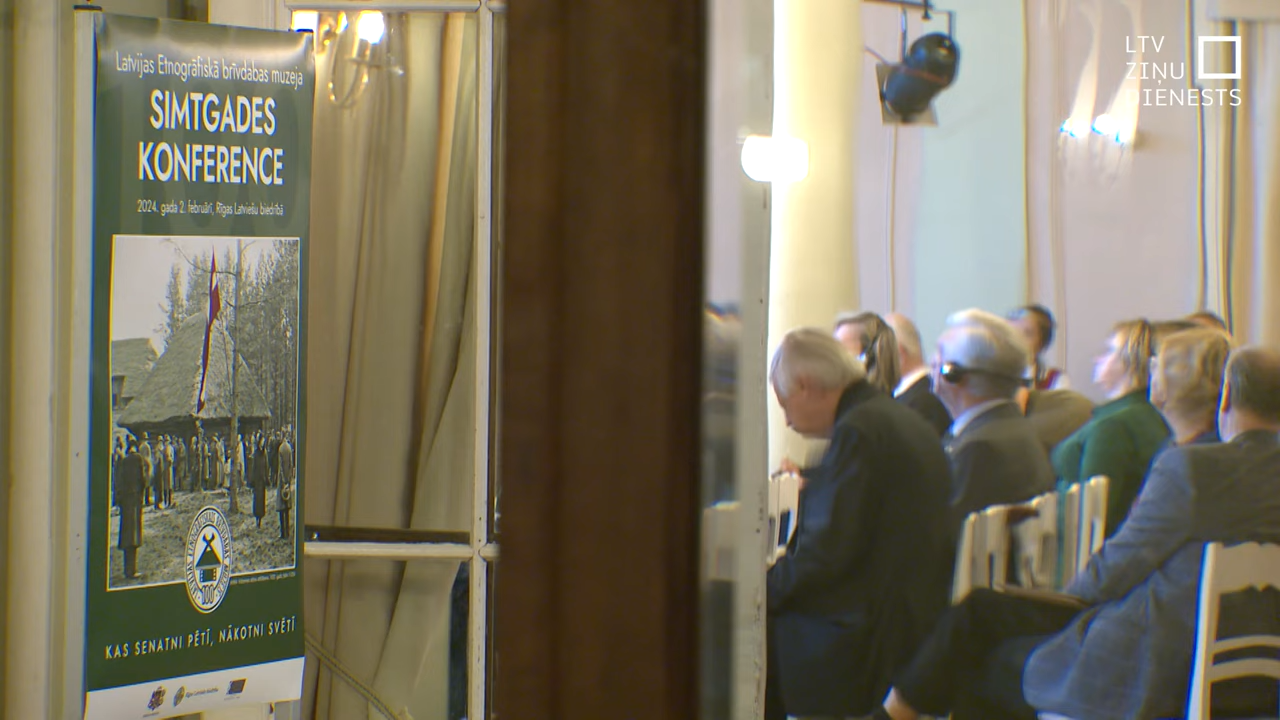 Latvijas Etnogrāfiskā brīvdabas muzeja
SIMTGADES
KONFERENCE
2024. gada 2. februārī, Rīgas Latviešu biedrībā
100
KAS SENATNI PĒTĪ, NĀKOTNI SVĒTĪ
LTV
ZIŅU
DIENESTS